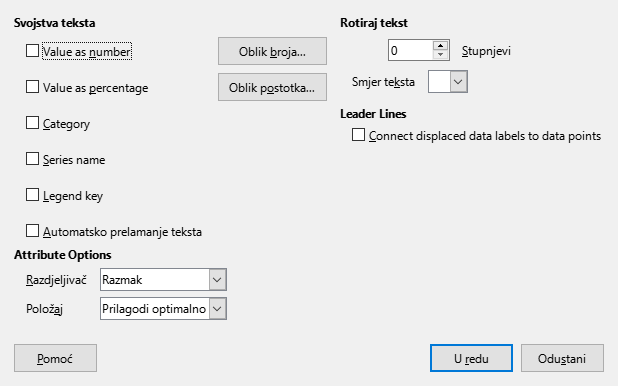 Svojstva teksta
Value as number
Oblik broja...
Value as percentage
Oblik postotka...
Category
Series name
Legend key
Automatsko prelamanje teksta
Attribute Options
Razdjeljivač Razmak
Položaj Prilagodi optimalno
Rotiraj tekst
0 Stupnjevi
Smjer teksta
Leader Lines
Connect displaced data labels to data points
Pomoć
U redu
Odustani